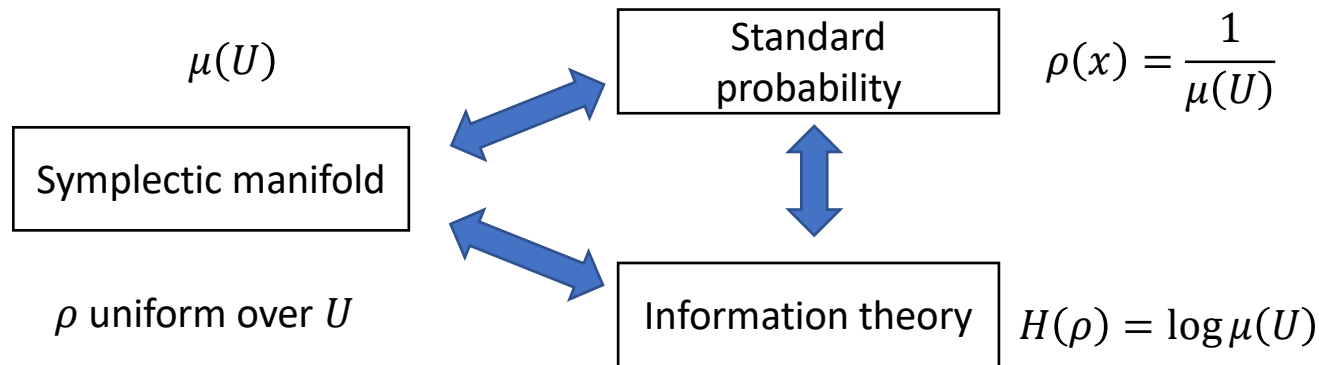 μ(U)
Symplectic manifold
ρ uniform over U
Standard
probability
ρ(x) = 1/μ(U)
Information theory
H(ρ) = log μ(U)